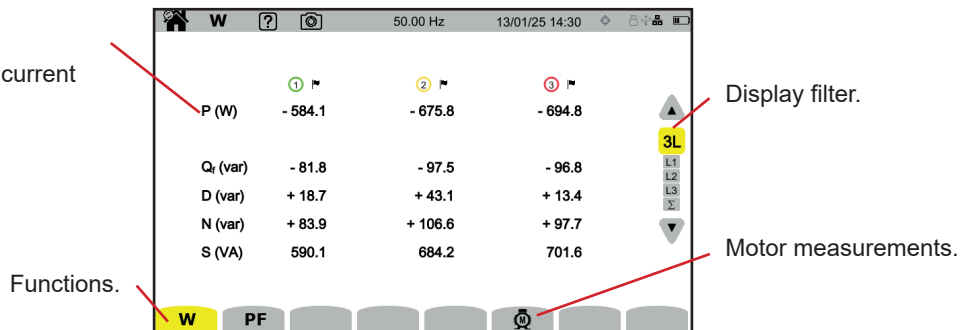 W ? 50.00 Hz 13/01/25 14:30
current
1 2 3
P (W) - 584.1 - 675.8 - 694.8
Display filter.
3L
L1
L2
L3
Σ
Qf (var) - 81.8 - 97.5 - 96.8
D (var) + 18.7 + 43.1 + 13.4
N (var) + 83.9 + 106.6 + 97.7
S (VA) 590.1 684.2 701.6
Motor measurements.
Functions.
W PF M